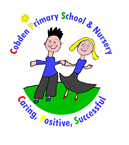 Cobden Primary School & Nursery
Caring, Positive, Successful